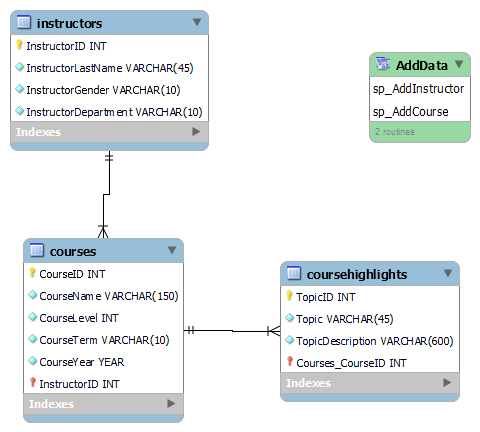 instructors
InstructorID INT
InstructorLastName VARCHAR(45)
InstructorGender VARCHAR(10)
InstructorDepartment VARCHAR(10)
Indexes
AddData
sp_AddInstructor
sp_AddCourse
2 routines
courses
CourseID INT
CourseName VARCHAR(150)
CourseLevel INT
CourseTerm VARCHAR(10)
CourseYear YEAR
InstructorID INT
Indexes
coursehighlights
TopicID INT
Topic VARCHAR(45)
TopicDescription VARCHAR(600)
Courses_CourseID INT
Indexes